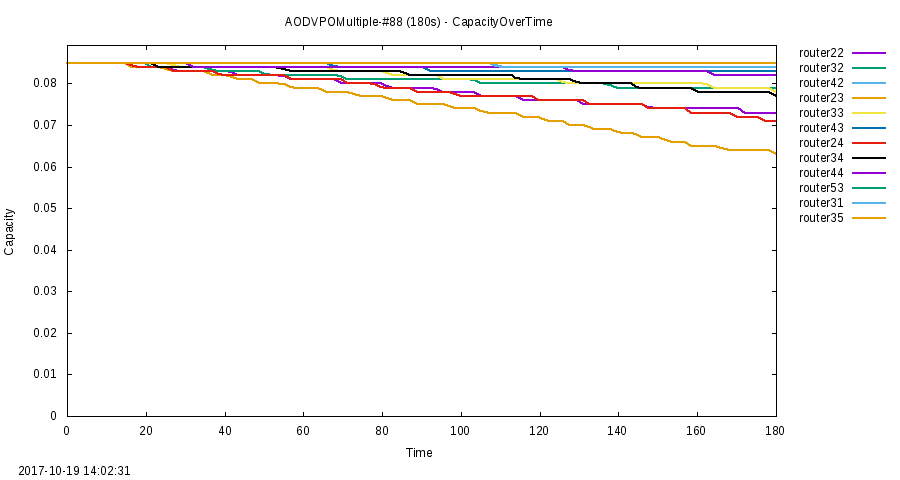 AODVPOMultiple-#88 (180s) - CapacityOverTime
router22
router32
router42
router23
router33
router43
router24
router34
router44
router53
router31
router35
0.08
0.07
0.06
0.05
0.04
0.03
0.02
0.01
0
Capacity
0 20 40 60 80 100 120 140 160 180
Time
2017-10-19 14:02:31